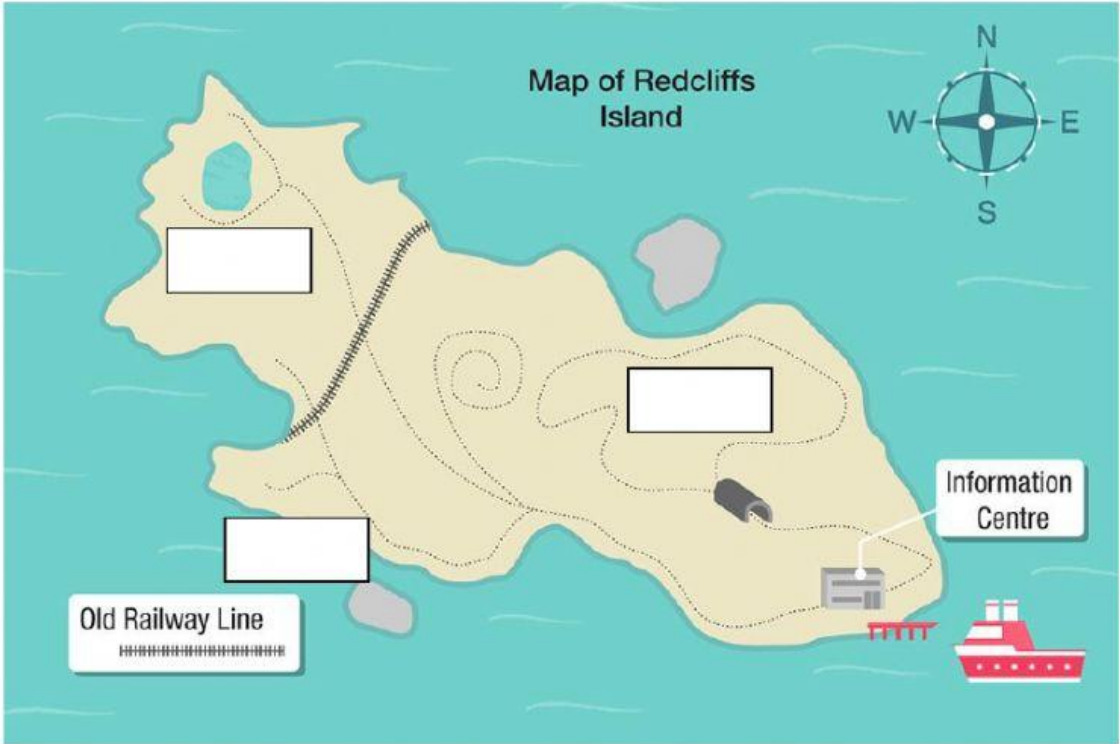 Map of Redcliffs
Island
N
W
E
S
Information
Centre
Old Railway Line